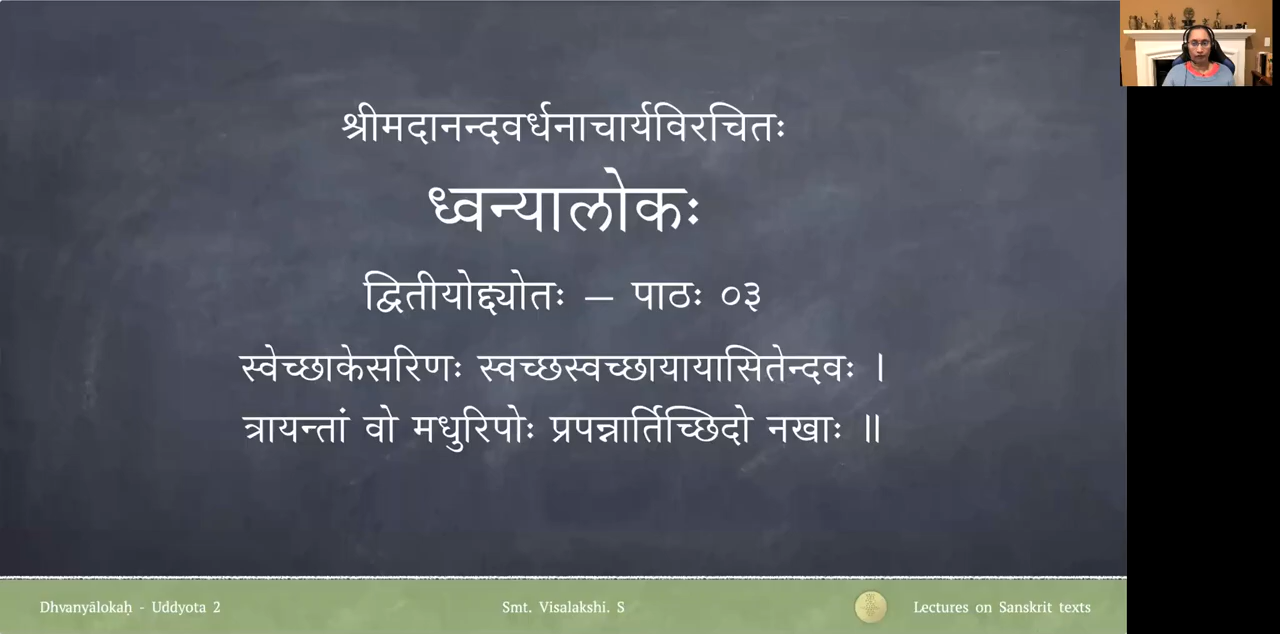 श्रीमदानन्दवर्धनाचार्यविरचितः
ध्वन्यालोकः
द्वितीयोद्द्योतः – पाठः ०३
स्वेच्छाकेसरिणः स्वच्छस्वच्छायायासितेन्दवः ।
त्रायन्तां वो मधुरिपोः प्रपन्नार्तिच्छिदो नखाः ॥
Dhvanyālokaḥ - Uddyota 2 Smt. Visalakshi. S Lectures on Sanskrit texts